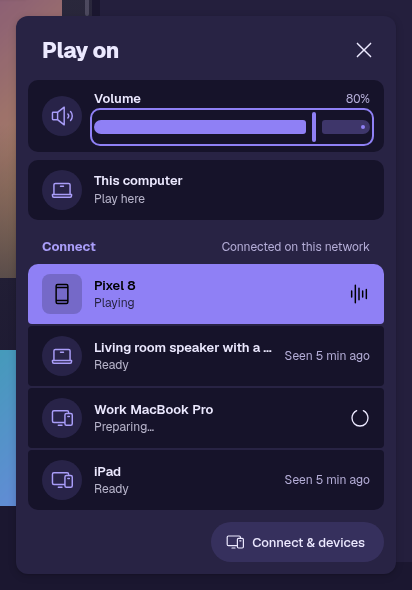 Play on
Volume
80%
This computer
Play here
Connect
Connected on this network
Pixel 8
Playing
Living room speaker with a ...
Ready
Seen 5 min ago
Work MacBook Pro
Preparing...
iPad
Ready
Seen 5 min ago
Connect & devices